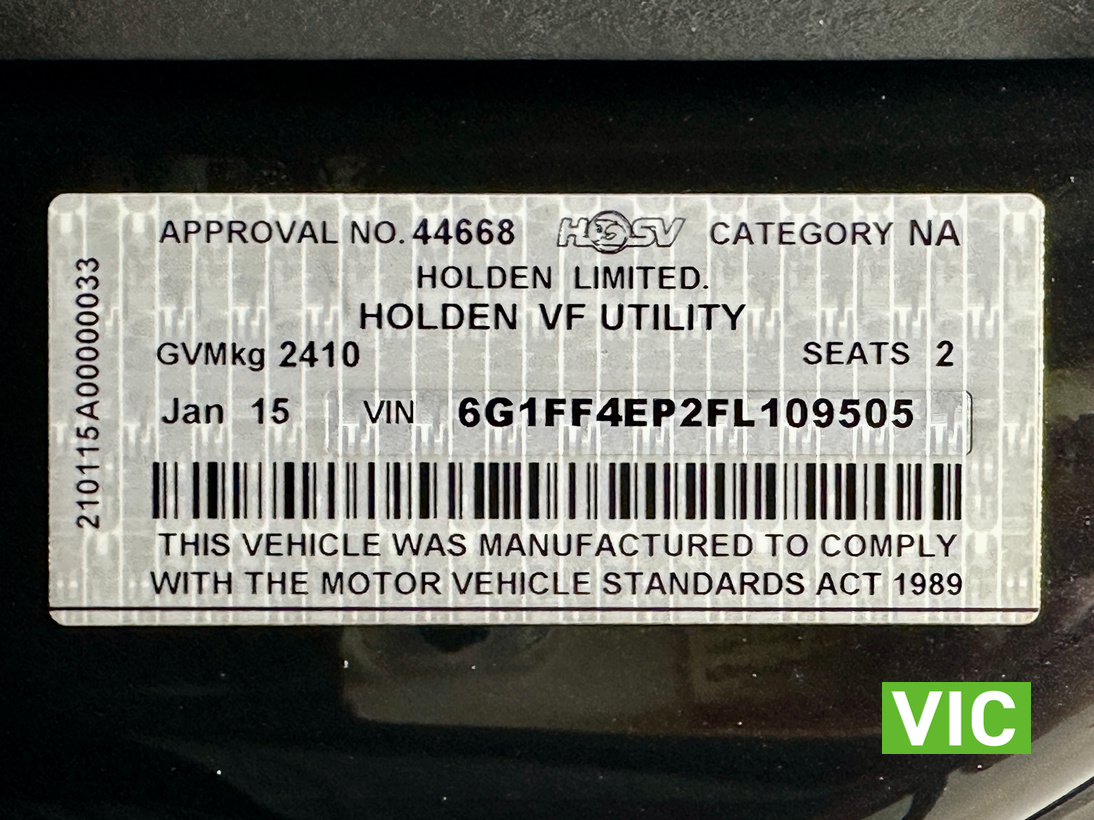 APPROVAL NO. 44668 HSV CATEGORY NA
HOLDEN LIMITED.
HOLDEN VF UTILITY
GVMkg 2410 SEATS 2
Jan 15 VIN 6G1FF4EP2FL109505
THIS VEHICLE WAS MANUFACTURED TO COMPLY
WITH THE MOTOR VEHICLE STANDARDS ACT 1989
210115A00000033
VIC